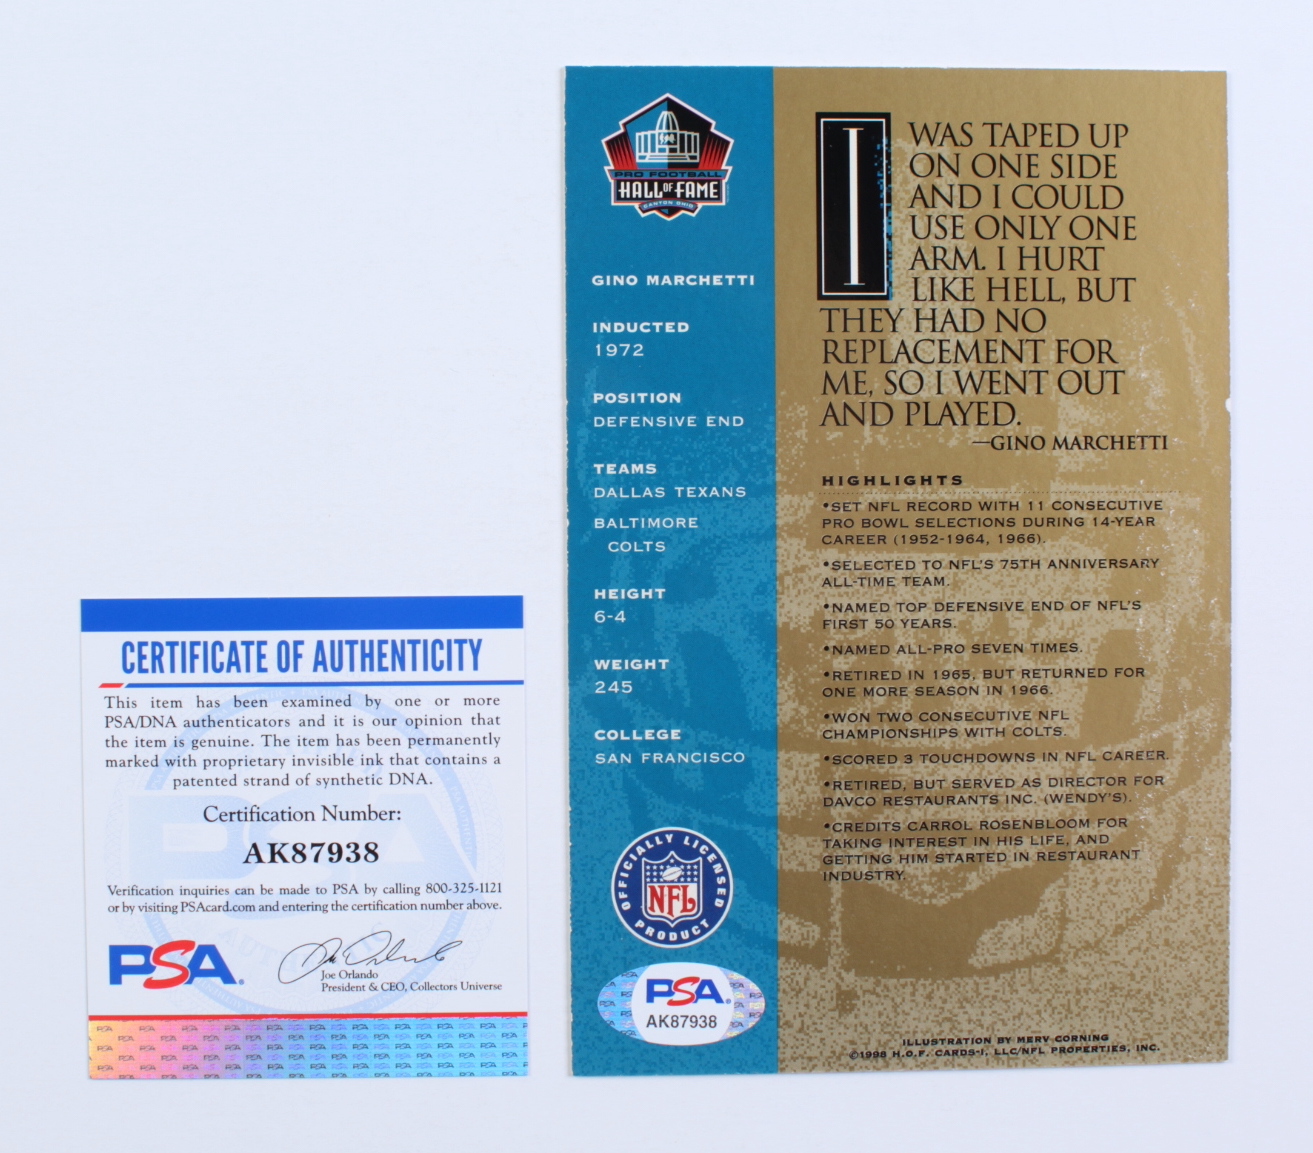 CERTIFICATE OF AUTHENTICITY
This item has been examined by one or more
PSA/DNA authenticators and it is our opinion that
the item is genuine. The item has been permanently
marked with proprietary invisible ink that contains a
patented strand of synthetic DNA.
Certification Number:
AK87938
Verification inquiries can be made to PSA by calling 800-325-1121
or by visiting PSAcard.com and entering the certification number above.
PSA.
Joe Orlando
President & CEO, Collectors Universe
PRO FOOTBALL
HALL OF FAME
CANTON OHIO
GINO MARCHETTI
INDUCTED
1972
POSITION
DEFENSIVE END
TEAMS
DALLAS TEXANS
BALTIMORE
COLTS
HEIGHT
6-4
WEIGHT
245
COLLEGE
SAN FRANCISCO
OFFICIALLY LICENSED
NFL
PRODUCT
PSA.
AK87938
I WAS TAPED UP
ON ONE SIDE
AND I COULD
USE ONLY ONE
ARM. I HURT
LIKE HELL, BUT
THEY HAD NO
REPLACEMENT FOR
ME, SO I WENT OUT
AND PLAYED.
—GINO MARCHETTI
HIGHLIGHTS
•SET NFL RECORD WITH 11 CONSECUTIVE
PRO BOWL SELECTIONS DURING 14-YEAR
CAREER (1952-1964, 1966).
•SELECTED TO NFL'S 75TH ANNIVERSARY
ALL-TIME TEAM.
•NAMED TOP DEFENSIVE END OF NFL'S
FIRST 50 YEARS.
•NAMED ALL-PRO SEVEN TIMES.
•RETIRED IN 1965, BUT RETURNED FOR
ONE MORE SEASON IN 1966.
•WON TWO CONSECUTIVE NFL
CHAMPIONSHIPS WITH COLTS.
•SCORED 3 TOUCHDOWNS IN NFL CAREER.
•RETIRED, BUT SERVED AS DIRECTOR FOR
DAVCO RESTAURANTS INC. (WENDY'S).
•CREDITS CARROL ROSENBLOOM FOR
TAKING INTEREST IN HIS LIFE, AND
GETTING HIM STARTED IN RESTAURANT
INDUSTRY.
ILLUSTRATION BY MERV CORNING
©1998 H.O.F. CARDS-I, LLC/NFL PROPERTIES, INC.